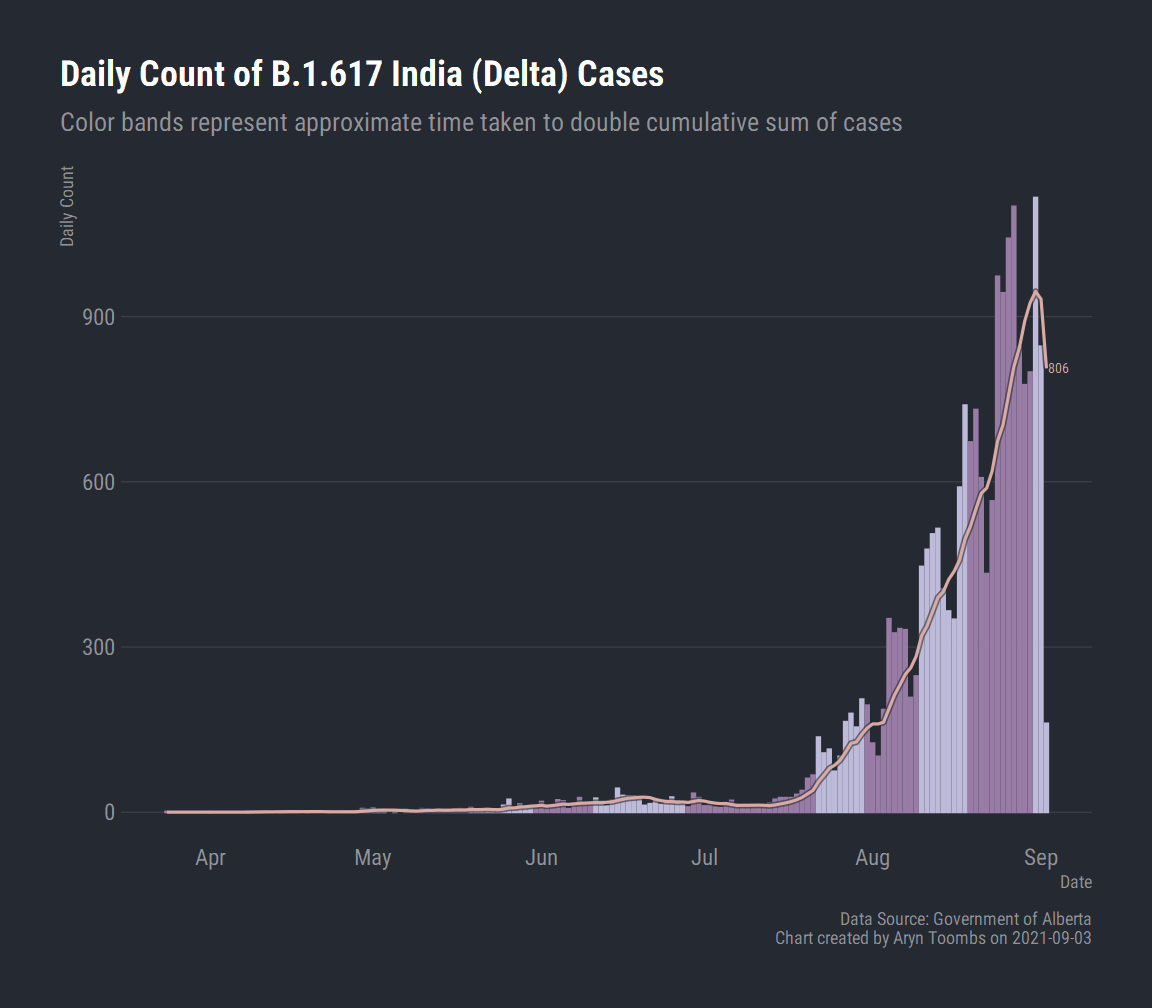 Daily Count of B.1.617 India (Delta) Cases
Color bands represent approximate time taken to double cumulative sum of cases
Daily Count
900
806
600
300
0
Apr May Jun Jul Aug Sep
Date
Data Source: Government of Alberta
Chart created by Aryn Toombs on 2021-09-03